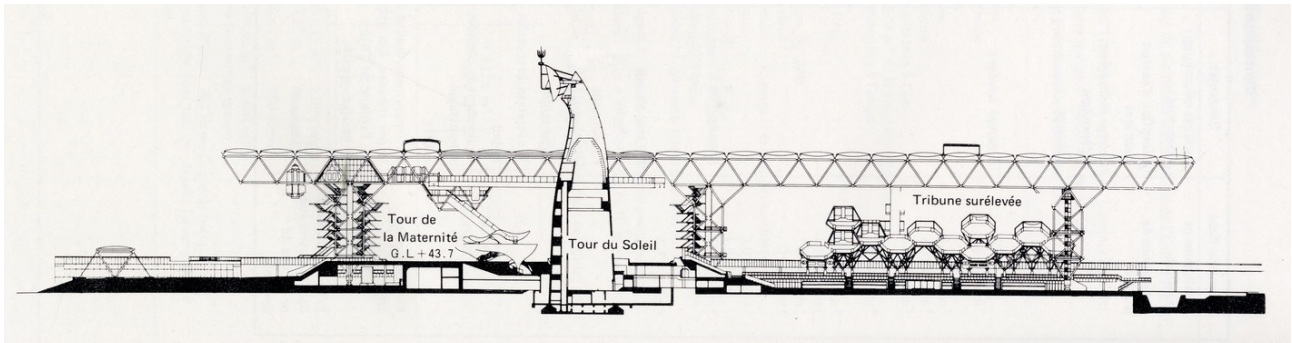 Tour de
la Maternité
G.L + 43.7
Tour du Soleil
Tribune surélevée